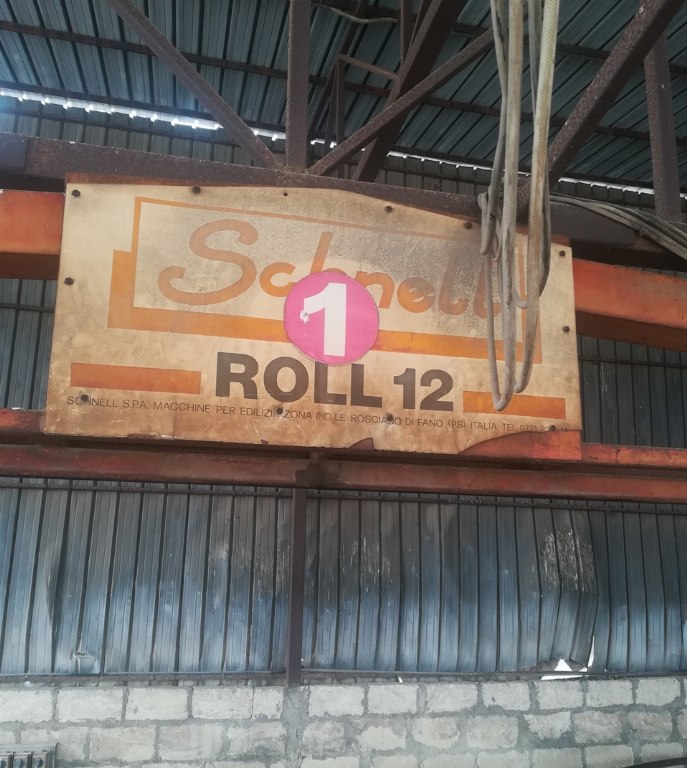 Schnell
1
ROLL 12
SCHNELL S.P.A. MACCHINE PER EDILIZIA ZONA IND.LE ROSCIANO DI FANO (PS) ITALIA TEL.